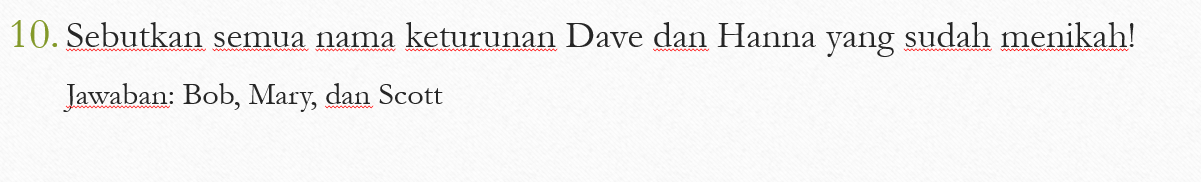 10. Sebutkan semua nama keturunan Dave dan Hanna yang sudah menikah!
Jawaban: Bob, Mary, dan Scott